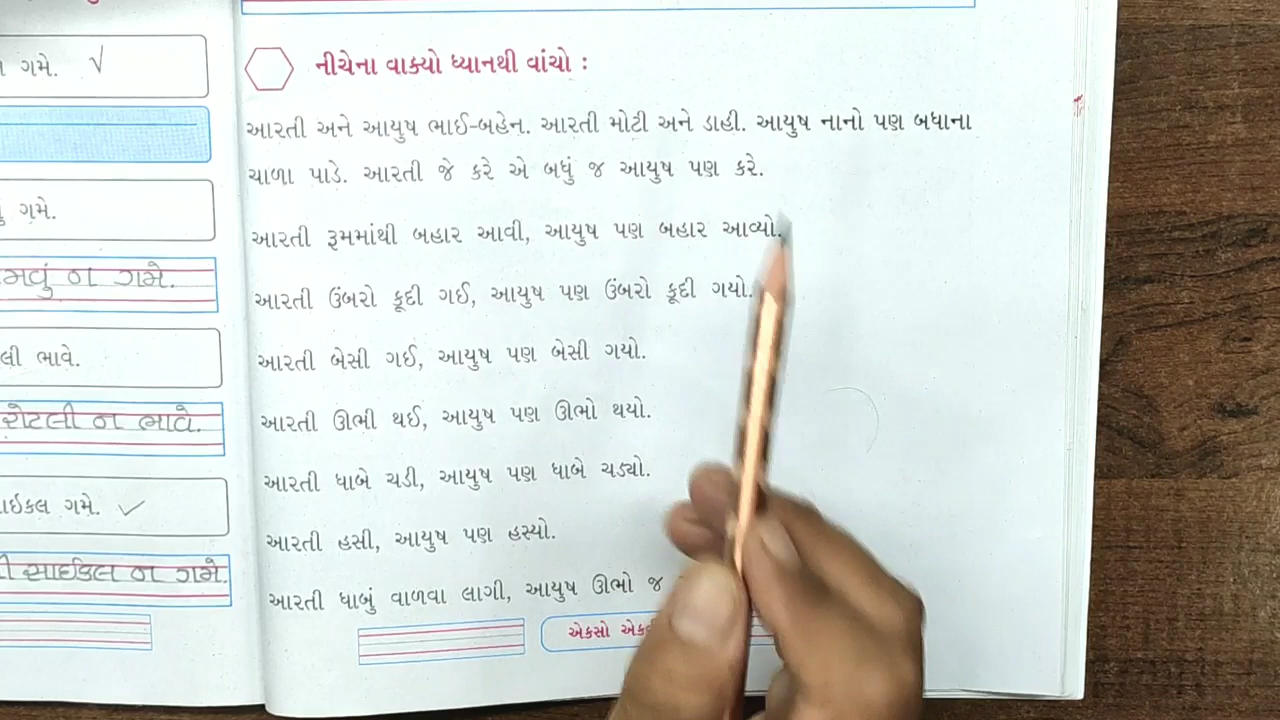 ગમે. √
ગમે.
મવું ન ગમે.
લી ભાવે.
રોટલી ન ભાવે.
ાઇકલ ગમે. ✓
ી સાઇકલ ન ગમે.
નીચેના વાક્યો ધ્યાનથી વાંચો :
આરતી અને આયુષ ભાઈ-બહેન. આરતી મોટી અને ડાહી. આયુષ નાનો પણ બધાના
ચાળા પાડે. આરતી જે કરે એ બધું જ આયુષ પણ કરે.
આરતી રૂમમાંથી બહાર આવી, આયુષ પણ બહાર આવ્યો.
આરતી ઉંબરો કૂદી ગઈ, આયુષ પણ ઉંબરો કૂદી ગયો.
આરતી બેસી ગઈ, આયુષ પણ બેસી ગયો.
આરતી ઊભી થઈ, આયુષ પણ ઊભો થયો.
આરતી ધાબે ચડી, આયુષ પણ ધાબે ચડ્યો.
આરતી હસી, આયુષ પણ હસ્યો.
આરતી ધાબું વાળવા લાગી, આયુષ ઊભો જ
એકસો